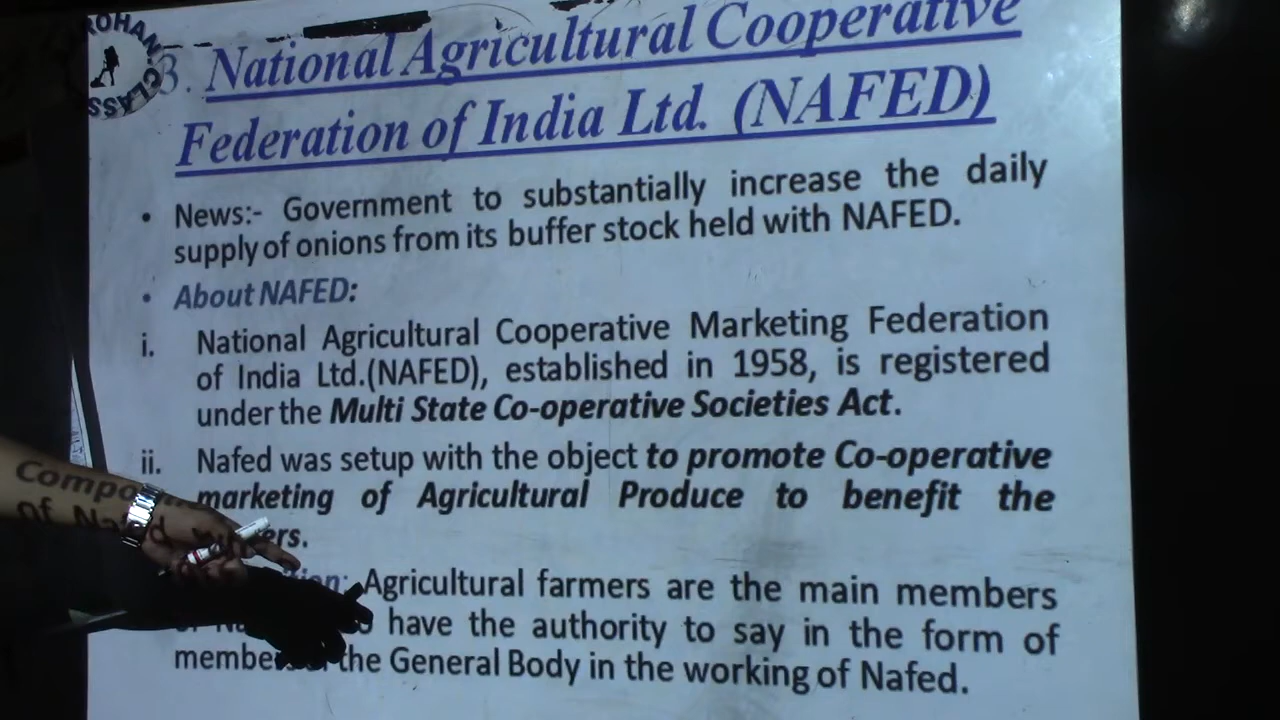 ROHAN CLASS
3. National Agricultural Cooperative
Federation of India Ltd. (NAFED)
• News:- Government to substantially increase the daily
supply of onions from its buffer stock held with NAFED.
• About NAFED:
i. National Agricultural Cooperative Marketing Federation
of India Ltd.(NAFED), established in 1958, is registered
under the Multi State Co-operative Societies Act.
ii. Nafed was setup with the object to promote Co-operative
marketing of Agricultural Produce to benefit the
Agricultural farmers are the main members
of have the authority to say in the form of
the General Body in the working of Nafed.